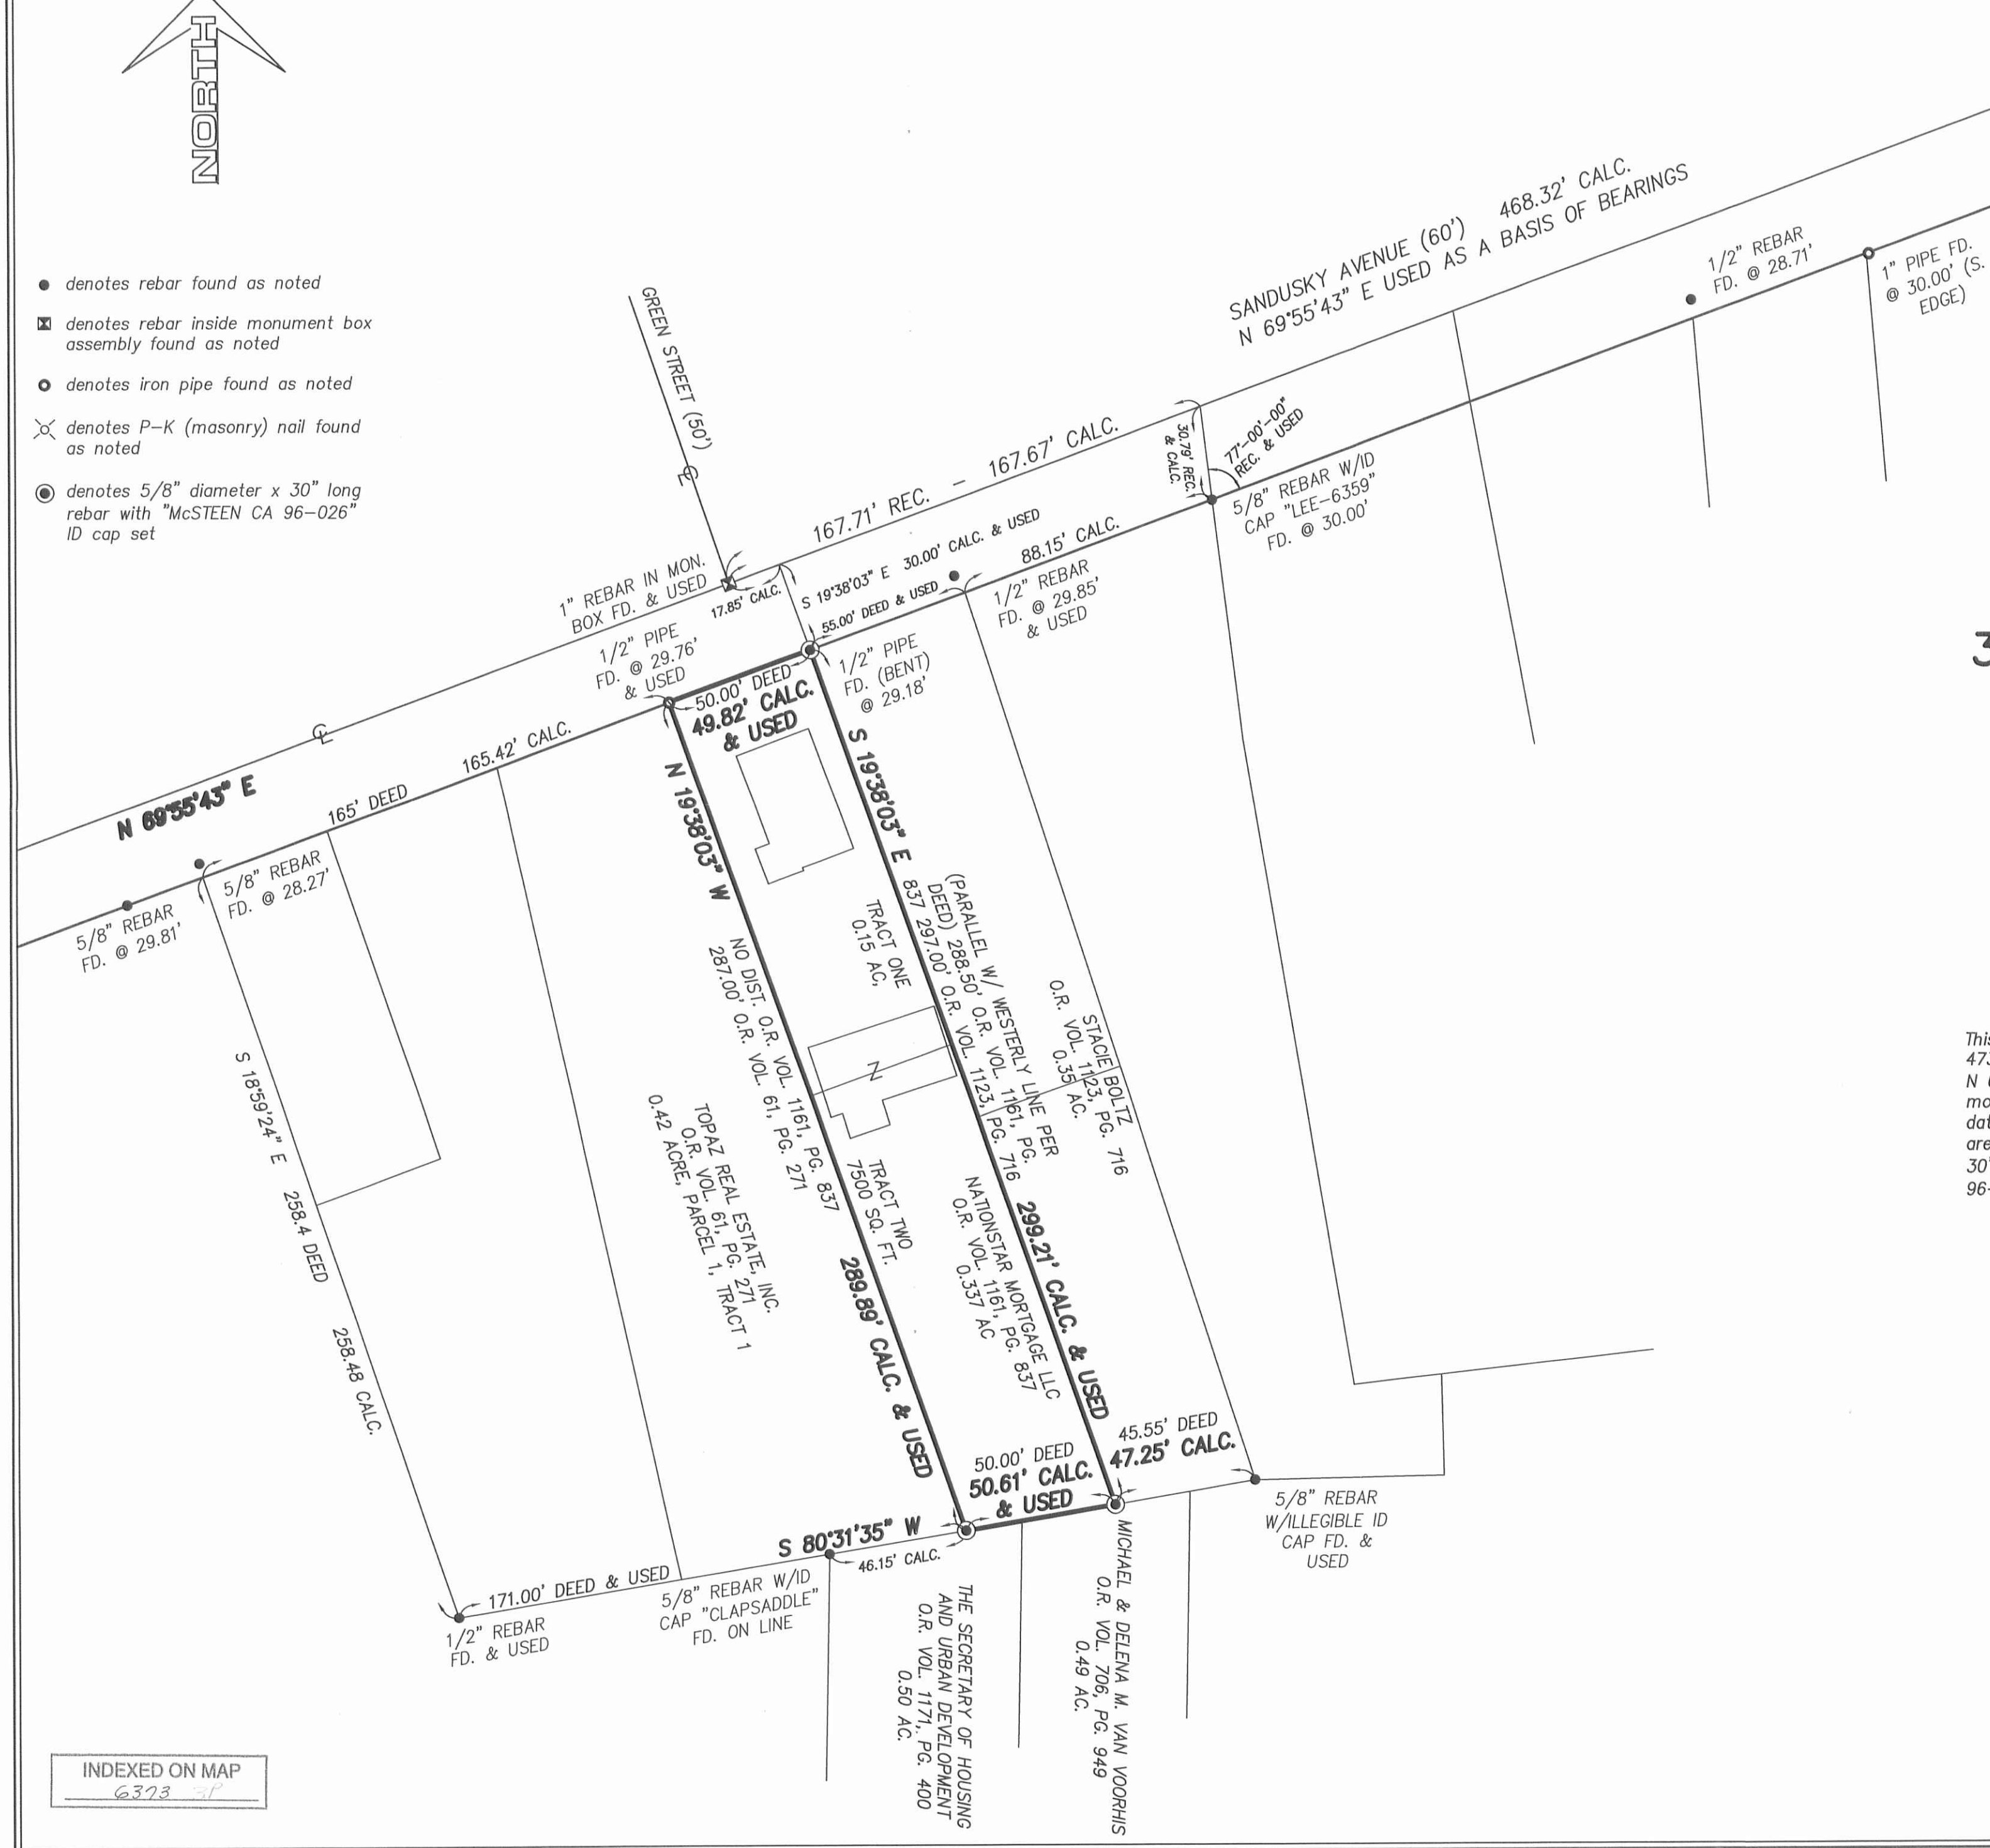 NORTH
denotes rebar found as noted
denotes rebar inside monument box
assembly found as noted
denotes iron pipe found as noted
denotes P-K (masonry) nail found
as noted
denotes 5/8" diameter x 30" long
rebar with "McSTEEN CA 96-026"
ID cap set
GREEN STREET (50')
SANDUSKY AVENUE (60') 468.32' CALC.
N 69°55'43" E USED AS A BASIS OF BEARINGS
1/2" REBAR
FD. @ 28.71'
1" PIPE FD.
@ 30.00' (S.
EDGE)
167.71' REC. - 167.67' CALC.
30.79' REC.
& CALC.
77°-00'-00"
REC. & USED
5/8" REBAR W/ID
CAP "LEE-6359"
FD. @ 30.00'
1" REBAR IN MON.
BOX FD. & USED
17.85' CALC.
S 19°38'03" E 30.00' CALC. & USED
55.00' DEED & USED
88.15' CALC.
1/2" REBAR
FD. @ 29.85'
& USED
1/2" PIPE
FD. @ 29.76'
& USED
1/2" PIPE
FD. (BENT)
@ 29.18'
50.00' DEED
49.82' CALC.
& USED
N 69°55'43" E
165' DEED
165.42' CALC.
5/8" REBAR
FD. @ 29.81'
5/8" REBAR
FD. @ 28.27'
S 18°59'24" E 258.4 DEED 258.48 CALC.
N 19°38'03" W
NO DIST. O.R. VOL. 1161, PG. 837
287.00' O.R. VOL. 61, PG. 271
289.89' CALC. & USED
S 19°38'03" E
(PARALLEL W/ WESTERLY LINE PER
DEED) 288.50' O.R. VOL. 1161, PG.
837 297.00' O.R. VOL. 1123, PG. 716
299.21' CALC. & USED
TRACT ONE
0.15 AC,
TRACT TWO
7500 SQ. FT.
TOPAZ REAL ESTATE, INC.
O.R. VOL. 61, PG. 271
0.42 ACRE, PARCEL 1, TRACT 1
STACIE BOLTZ
O.R. VOL. 1123, PG. 716
0.35 AC.
NATIONSTAR MORTGAGE LLC
O.R. VOL. 1161, PG. 837
0.337 AC
45.55' DEED
47.25' CALC.
50.00' DEED
50.61' CALC.
& USED
S 80°31'35" W
46.15' CALC.
171.00' DEED & USED
1/2" REBAR
FD. & USED
5/8" REBAR W/ID
CAP "CLAPSADDLE"
FD. ON LINE
5/8" REBAR
W/ILLEGIBLE ID
CAP FD. &
USED
THE SECRETARY OF HOUSING
AND URBAN DEVELOPMENT
O.R. VOL. 1171, PG. 400
0.50 AC.
MICHAEL & DELENA M. VAN VOORHIS
O.R. VOL. 706, PG. 949
0.49 AC.
3
This
473
N
30'
96-
INDEXED ON MAP
6373